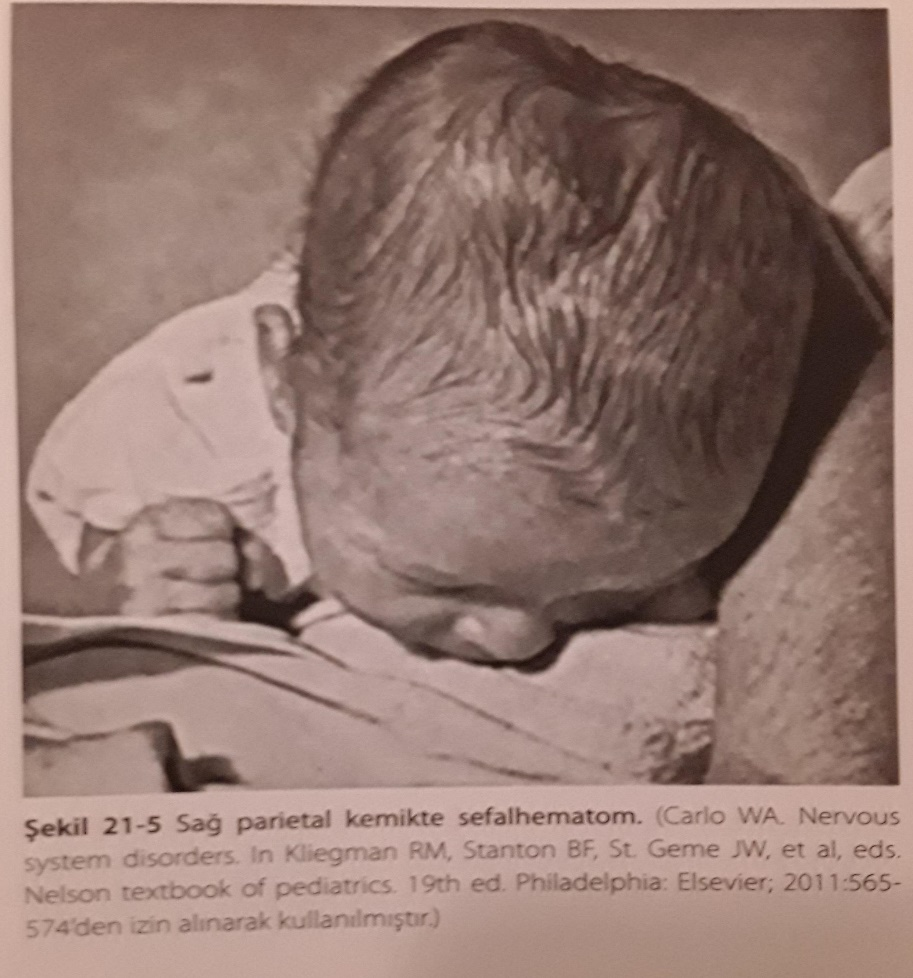 Şekil 21-5 Sağ parietal kemikte sefalhematom. (Carlo WA. Nervous
system disorders. In Kliegman RM, Stanton BF, St. Geme JW, et al, eds.
Nelson textbook of pediatrics. 19th ed. Philadelphia: Elsevier; 2011:565-
574'den izin alınarak kullanılmıştır.)